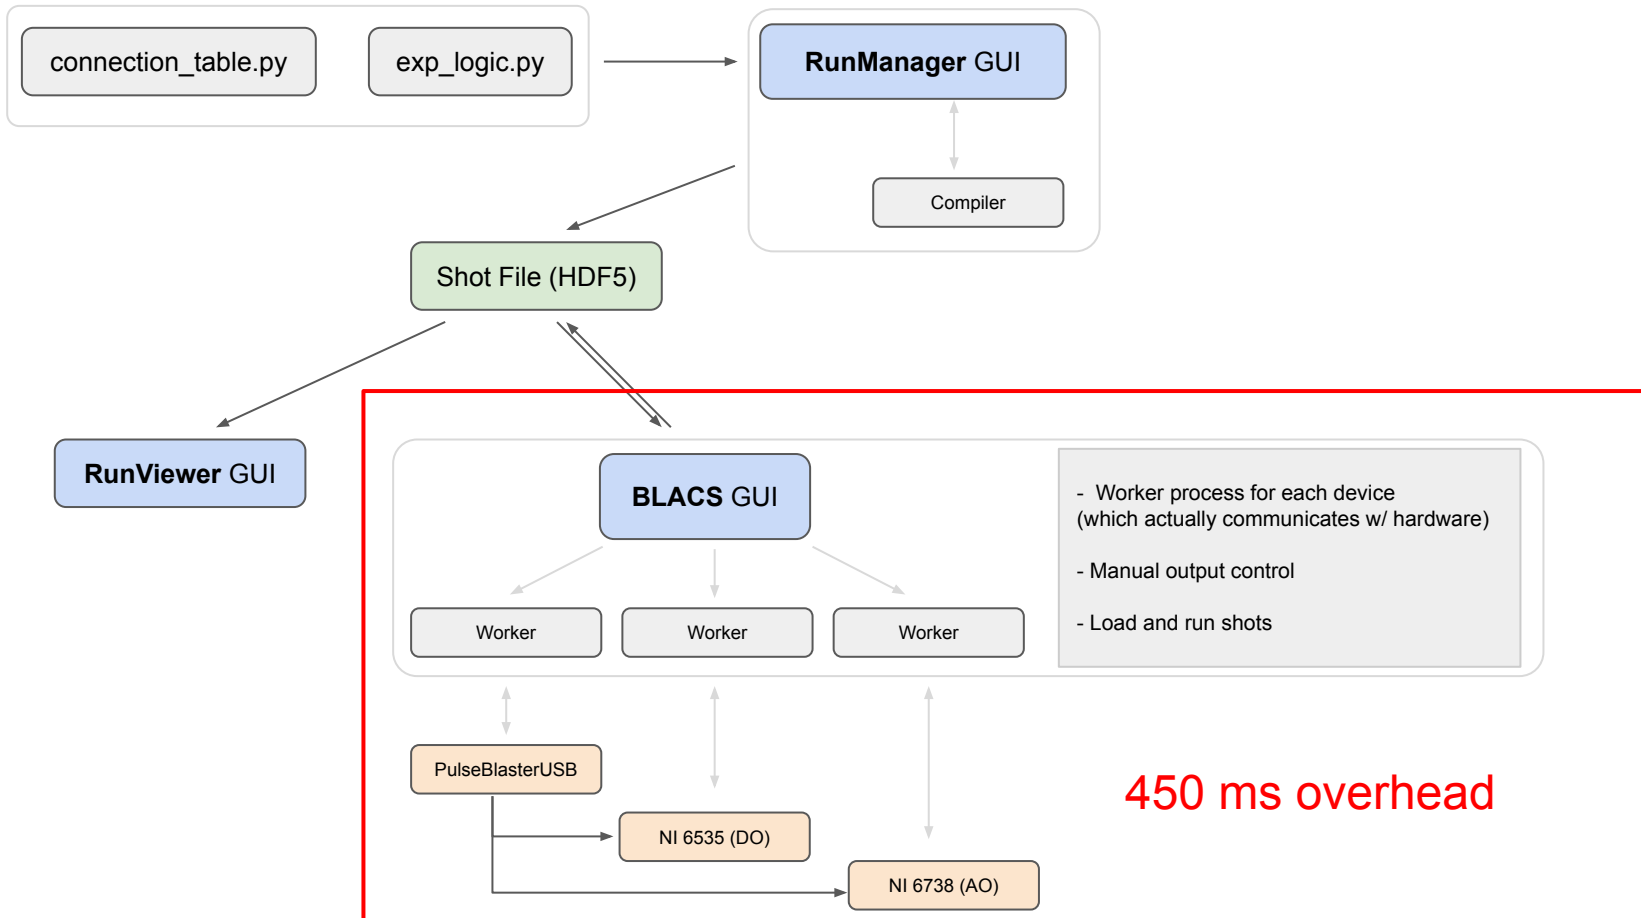 connection_table.py
exp_logic.py
RunManager GUI
Compiler
Shot File (HDF5)
RunViewer GUI
BLACS GUI
- Worker process for each device
(which actually communicates w/ hardware)
- Manual output control
- Load and run shots
Worker
Worker
Worker
PulseBlasterUSB
NI 6535 (DO)
NI 6738 (AO)
450 ms overhead